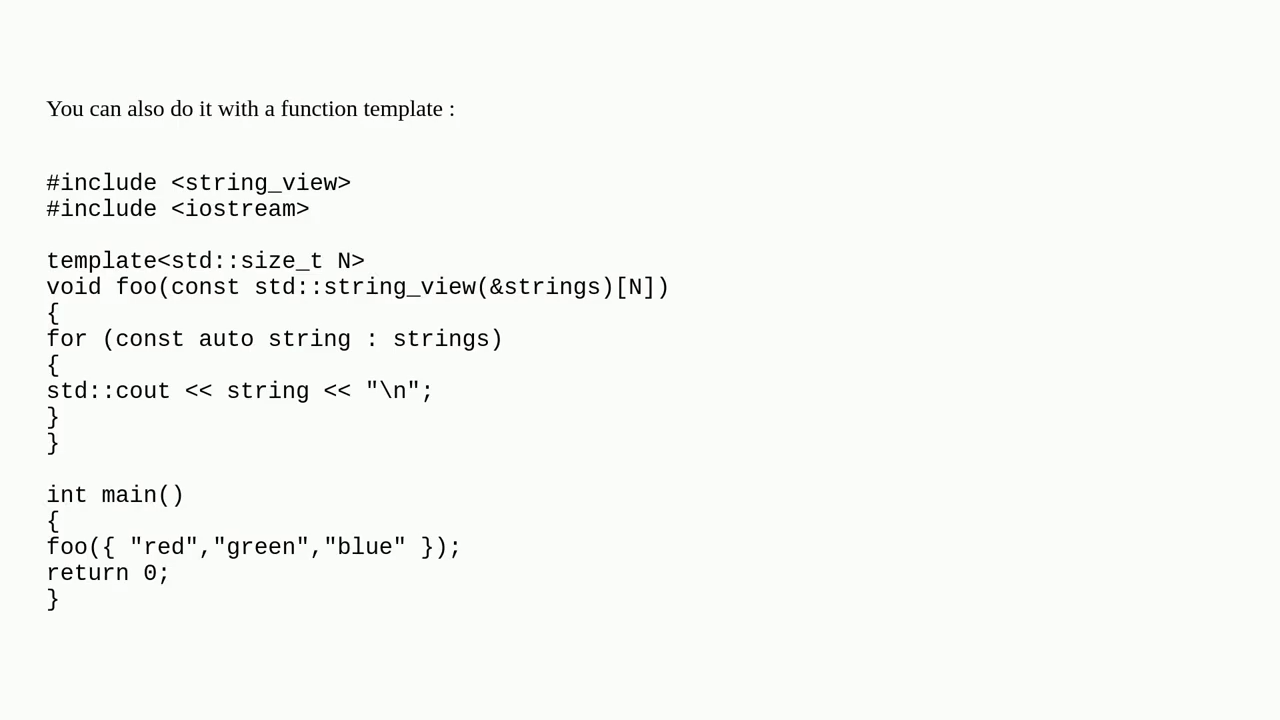 You can also do it with a function template :
#include <string_view>
#include <iostream>
template<std::size_t N>
void foo(const std::string_view(&strings)[N])
{
for (const auto string : strings)
{
std::cout << string << "\n";
}
}
int main()
{
foo({ "red","green","blue" });
return 0;
}